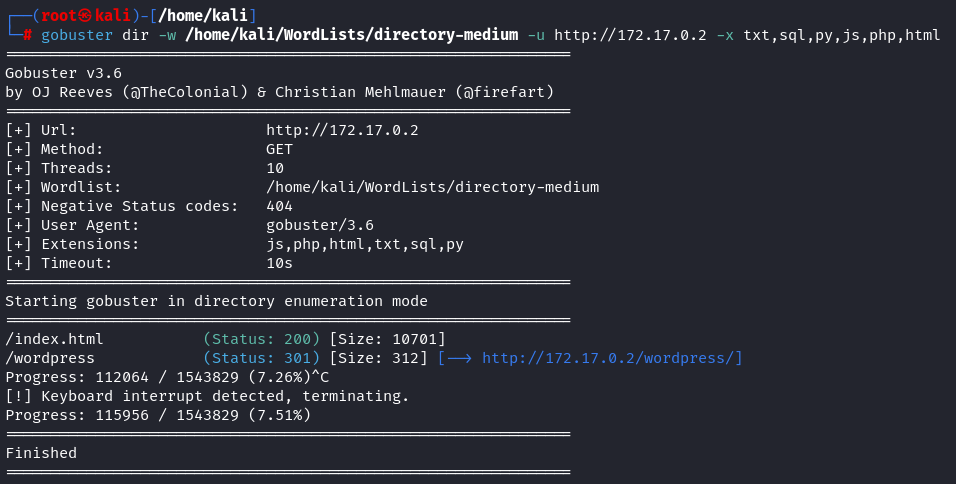 ┌──(root㉿kali)-[/home/kali]
└─# gobuster dir -w /home/kali/WordLists/directory-medium -u http://172.17.0.2 -x txt,sql,py,js,php,html
===============================================================
Gobuster v3.6
by OJ Reeves (@TheColonial) & Christian Mehlmauer (@firefart)
===============================================================
[+] Url:                     http://172.17.0.2
[+] Method:                  GET
[+] Threads:                 10
[+] Wordlist:                /home/kali/WordLists/directory-medium
[+] Negative Status codes:   404
[+] User Agent:              gobuster/3.6
[+] Extensions:              js,php,html,txt,sql,py
[+] Timeout:                 10s
===============================================================
Starting gobuster in directory enumeration mode
===============================================================
/index.html           (Status: 200) [Size: 10701]
/wordpress            (Status: 301) [Size: 312] [--> http://172.17.0.2/wordpress/]
Progress: 112064 / 1543829 (7.26%)^C
[!] Keyboard interrupt detected, terminating.
Progress: 115956 / 1543829 (7.51%)
===============================================================
Finished
===============================================================